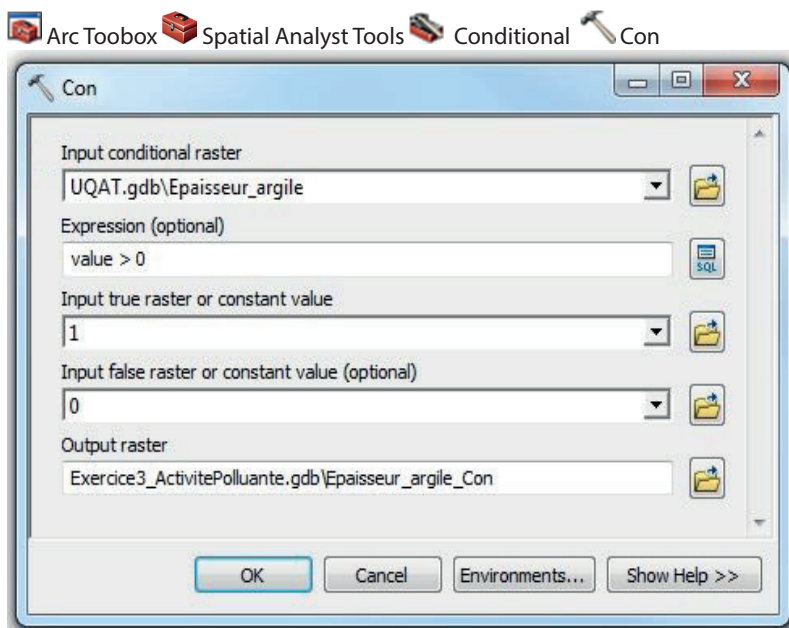 Arc Toobox Spatial Analyst Tools Conditional Con
Con
Input conditional raster
UQAT.gdb\Epaisseur_argile
Expression (optional)
value > 0
SQL
Input true raster or constant value
1
Input false raster or constant value (optional)
0
Output raster
Exercice3_ActivitePolluante.gdb\Epaisseur_argile_Con
OK Cancel Environments... Show Help >>